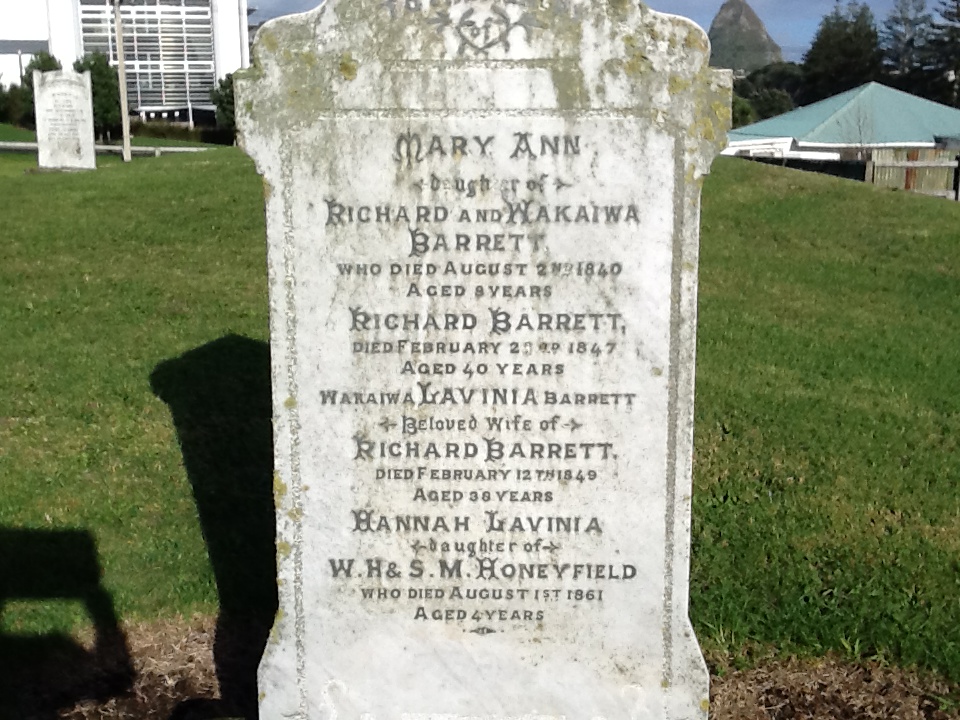 MARY ANN
daughter of
RICHARD AND WAKAIWA
BARRETT.
WHO DIED AUGUST 2ND 1840
AGED 8 YEARS
RICHARD BARRETT,
DIED FEBRUARY 23RD 1847
AGED 40 YEARS
WAKAIWA LAVINIA BARRETT
Beloved Wife of
RICHARD BARRETT.
DIED FEBRUARY 12TH 1849
AGED 38 YEARS
HANNAH LAVINIA
daughter of
W.H & S.M. HONEYFIELD
WHO DIED AUGUST 1ST 1861
AGED 4 YEARS